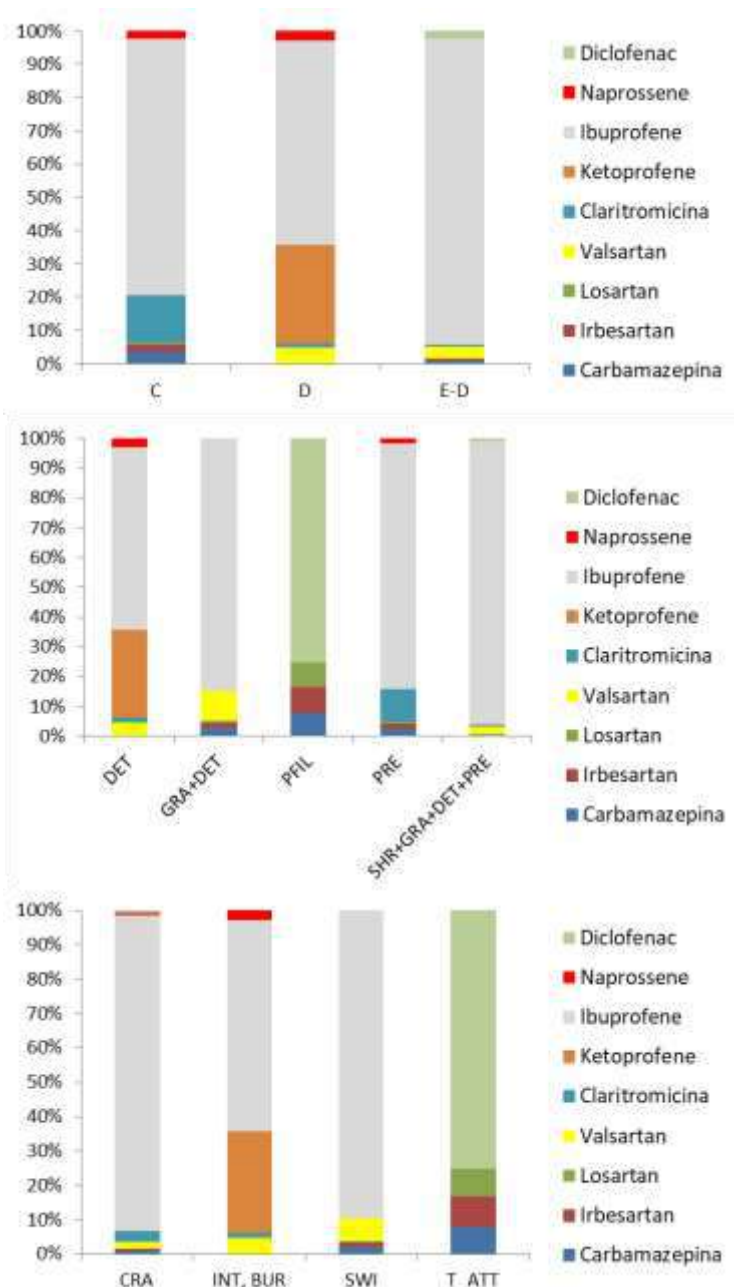 100%
90%
80%
70%
60%
50%
40%
30%
20%
10%
0%
C D E-D
Diclofenac
Naprossene
Ibuprofene
Ketoprofene
Claritromicina
Valsartan
Losartan
Irbesartan
Carbamazepina
100%
90%
80%
70%
60%
50%
40%
30%
20%
10%
0%
DET GRA+DET PFIL PRE SHR+GRA+DET+PRE
Diclofenac
Naprossene
Ibuprofene
Ketoprofene
Claritromicina
Valsartan
Losartan
Irbesartan
Carbamazepina
100%
90%
80%
70%
60%
50%
40%
30%
20%
10%
0%
CRA INT, BUR SWI T_ATT
Diclofenac
Naprossene
Ibuprofene
Ketoprofene
Claritromicina
Valsartan
Losartan
Irbesartan
Carbamazepina